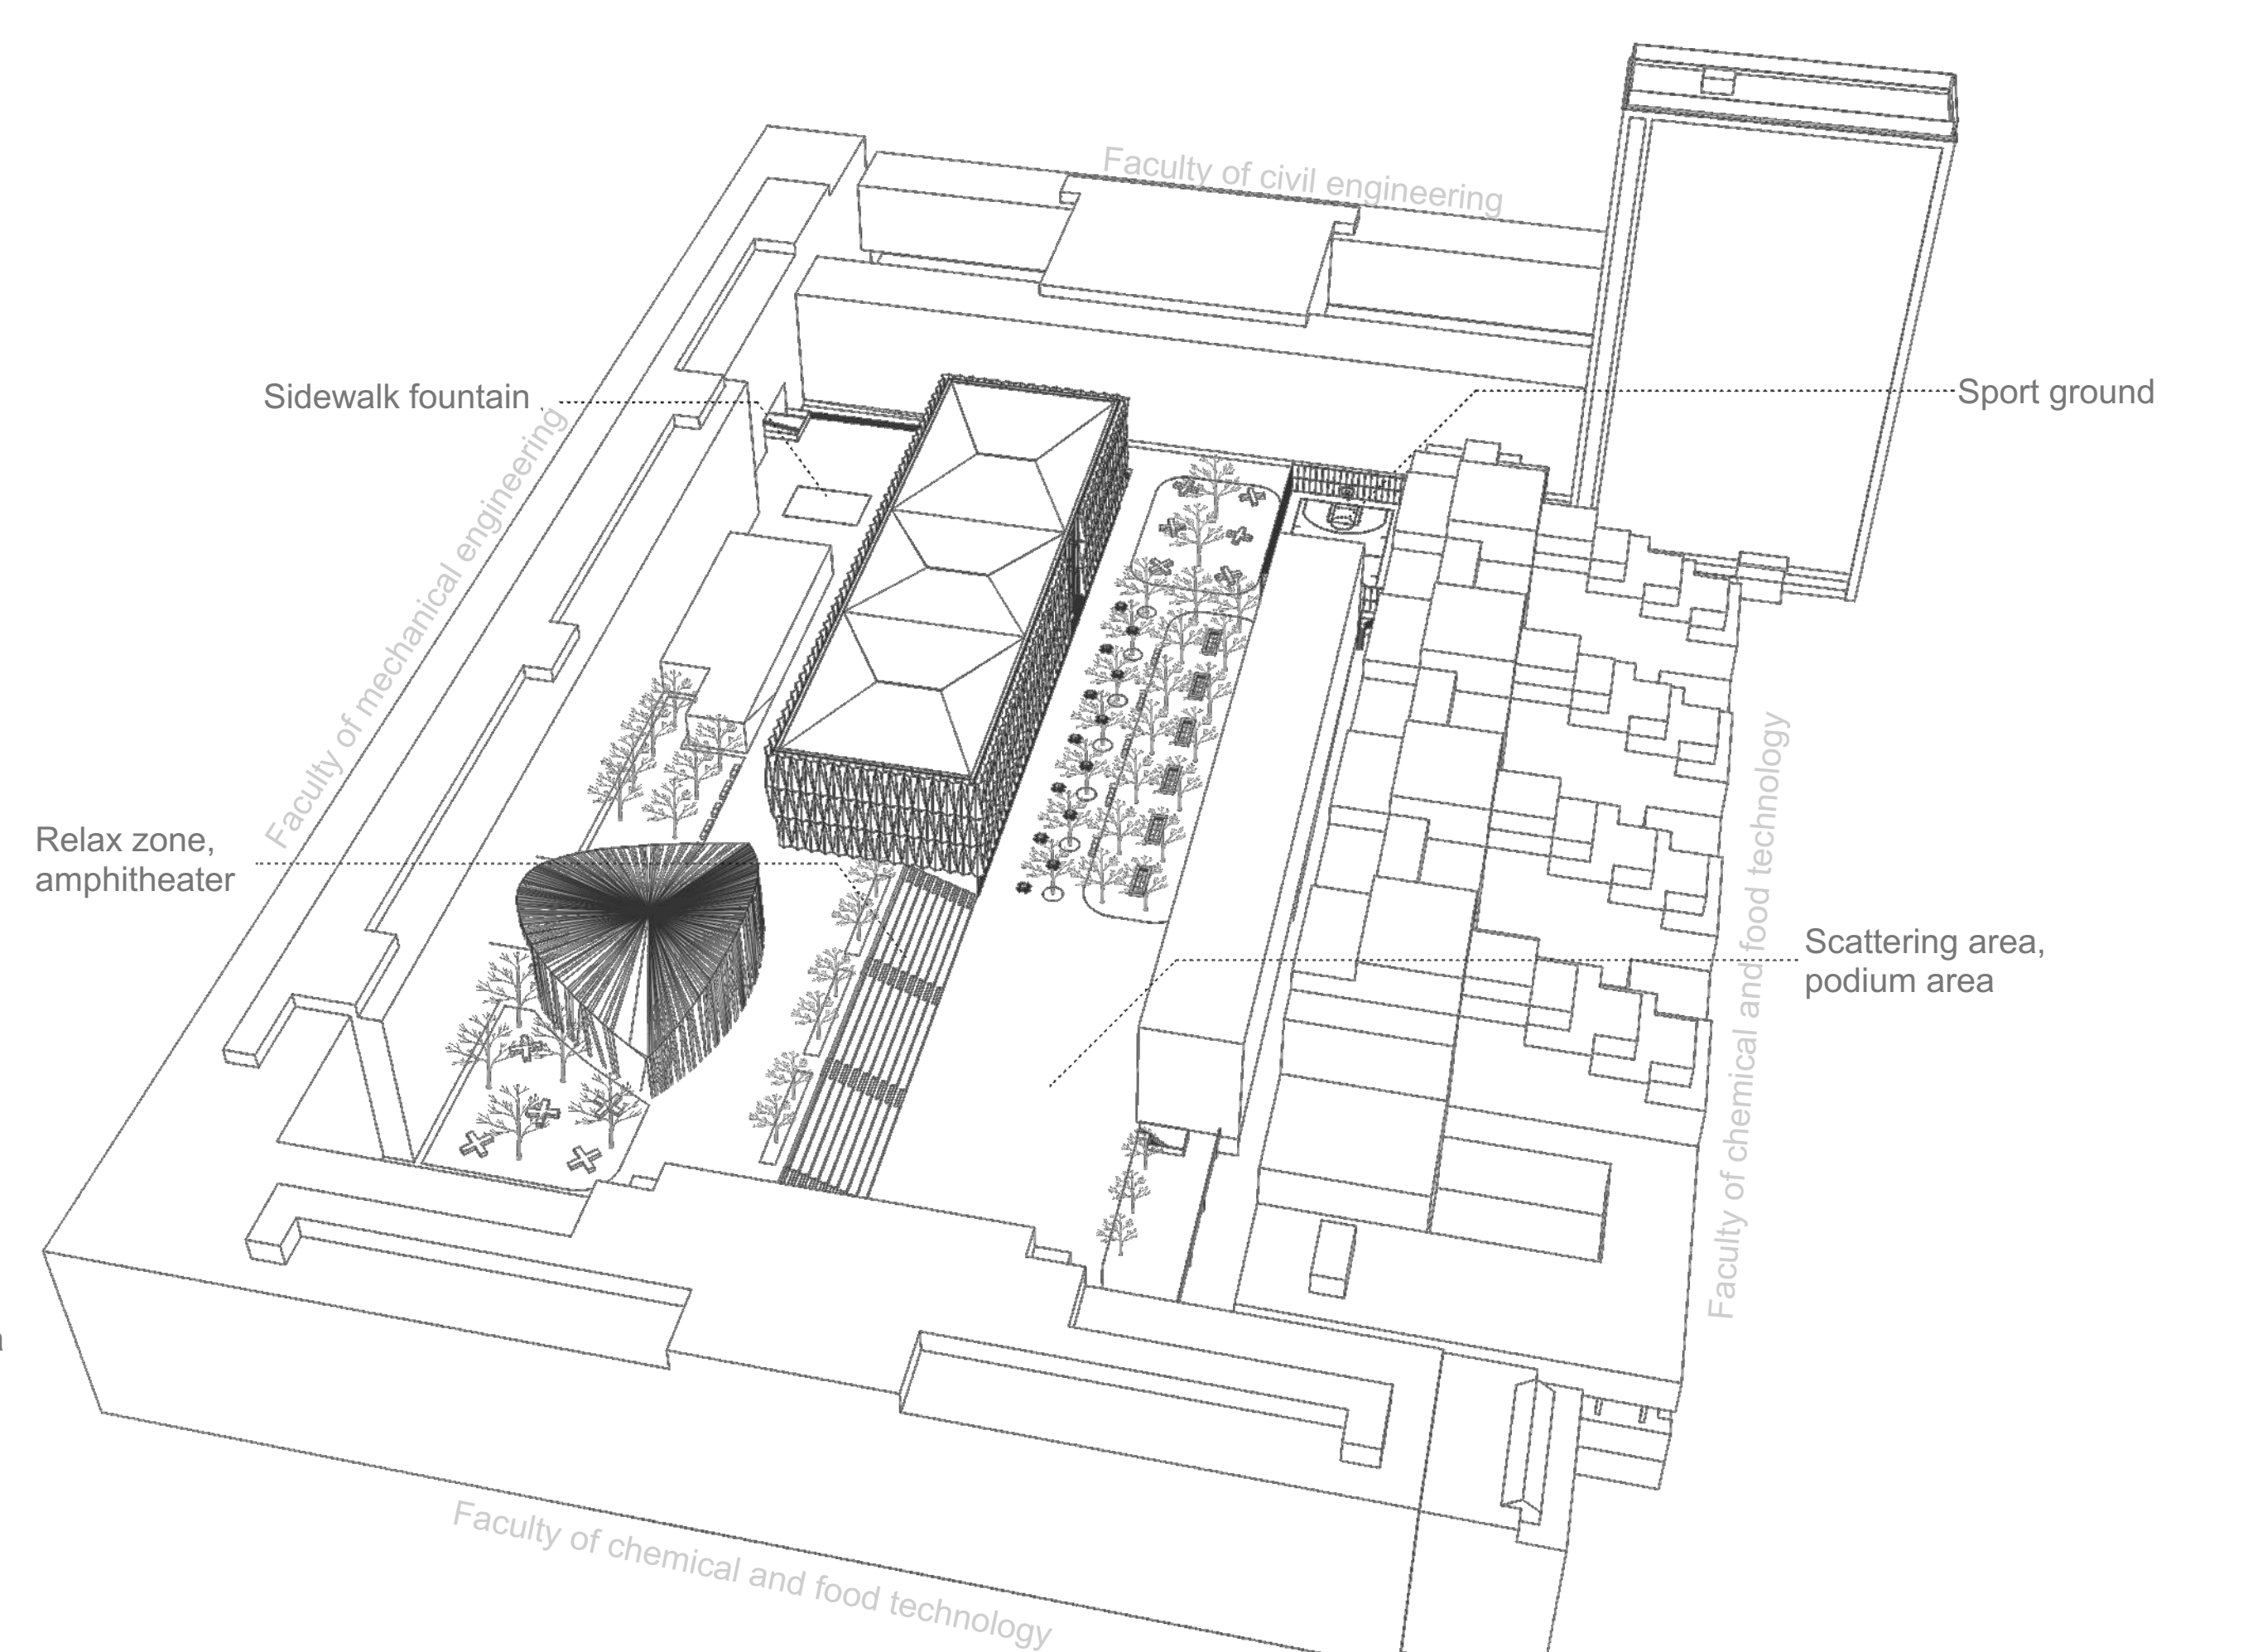 Faculty of civil engineering
Sidewalk fountain
Sport ground
Faculty of mechanical engineering
Relax zone,
amphitheater
Scattering area,
podium area
Faculty of chemical and food technology
Faculty of chemical and food technology